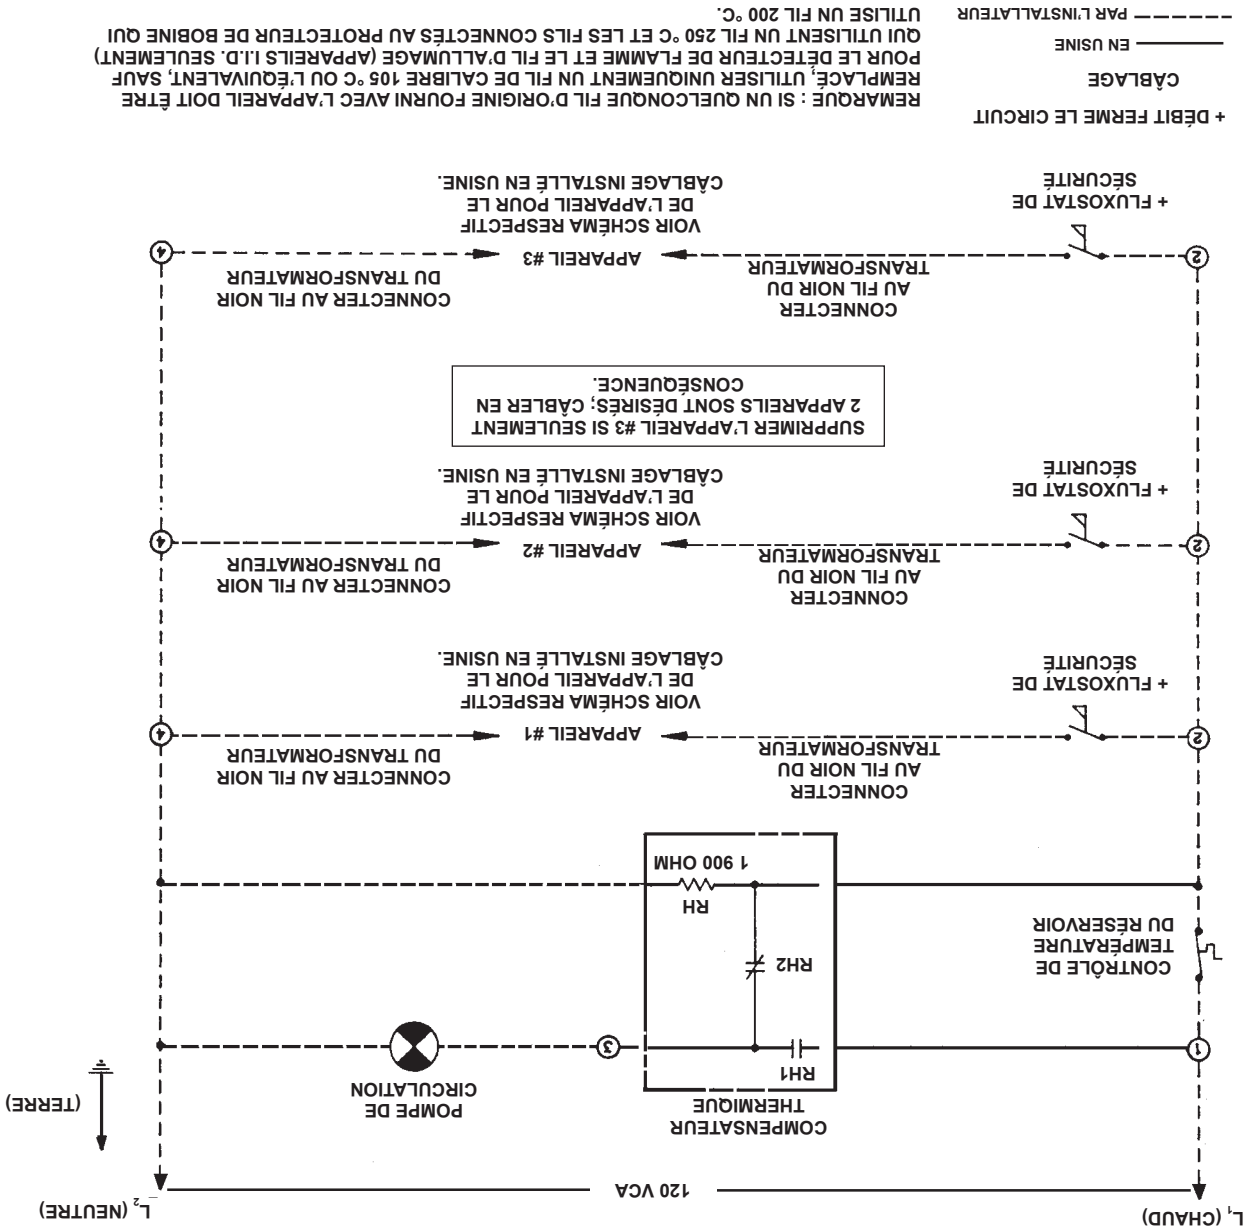 L₁ (CHAUD)
120 VCA
L₂ (NEUTRE)
(TERRE)
COMPENSATEUR
THERMIQUE
POMPE DE
CIRCULATION
RH1
1
3
CONTRÔLE DE
TEMPÉRATURE
DU RÉSERVOIR
RH2
RH
1 900 OHM
CONNECTER
AU FIL NOIR DU
TRANSFORMATEUR
CONNECTER AU FIL NOIR
DU TRANSFORMATEUR
2
APPAREIL #1
4
+ FLUXOSTAT DE
SÉCURITÉ
VOIR SCHÉMA RESPECTIF
DE L'APPAREIL POUR LE
CÂBLAGE INSTALLÉ EN USINE.
CONNECTER
AU FIL NOIR DU
TRANSFORMATEUR
CONNECTER AU FIL NOIR
DU TRANSFORMATEUR
2
APPAREIL #2
4
+ FLUXOSTAT DE
SÉCURITÉ
VOIR SCHÉMA RESPECTIF
DE L'APPAREIL POUR LE
CÂBLAGE INSTALLÉ EN USINE.
SUPPRIMER L'APPAREIL #3 SI SEULEMENT
2 APPAREILS SONT DÉSIRÉS; CÂBLER EN
CONSÉQUENCE.
CONNECTER
AU FIL NOIR DU
TRANSFORMATEUR
CONNECTER AU FIL NOIR
DU TRANSFORMATEUR
2
APPAREIL #3
4
+ FLUXOSTAT DE
SÉCURITÉ
VOIR SCHÉMA RESPECTIF
DE L'APPAREIL POUR LE
CÂBLAGE INSTALLÉ EN USINE.
+ DÉBIT FERME LE CIRCUIT
CÂBLAGE
EN USINE
PAR L'INSTALLATEUR
REMARQUE : SI UN QUELCONQUE FIL D'ORIGINE FOURNI AVEC L'APPAREIL DOIT ÊTRE
REMPLACÉ, UTILISER UNIQUEMENT UN FIL DE CALIBRE 105 °C OU L'ÉQUIVALENT, SAUF
POUR LE DÉTECTEUR DE FLAMME ET LE FIL D'ALLUMAGE (APPAREILS I.I.D. SEULEMENT)
QUI UTILISENT UN FIL 250 °C ET LES FILS CONNECTÉS AU PROTECTEUR DE BOBINE QUI
UTILISE UN FIL 200 °C.